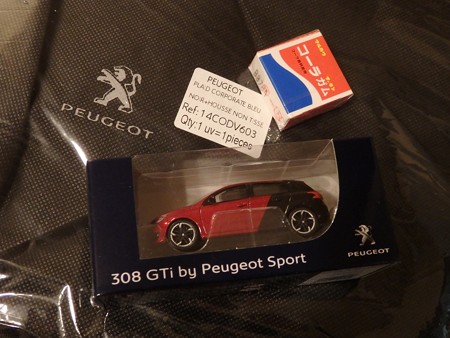 PEUGEOT
PEUGEOT
PLAID CORPORATE BLEU
NOIR+HOUSSE NON TISSE
Ref: 14CODV603
Qty:1 uv=1pieces
コーラ
ガム
308 GTi by Peugeot Sport
PEUGEOT